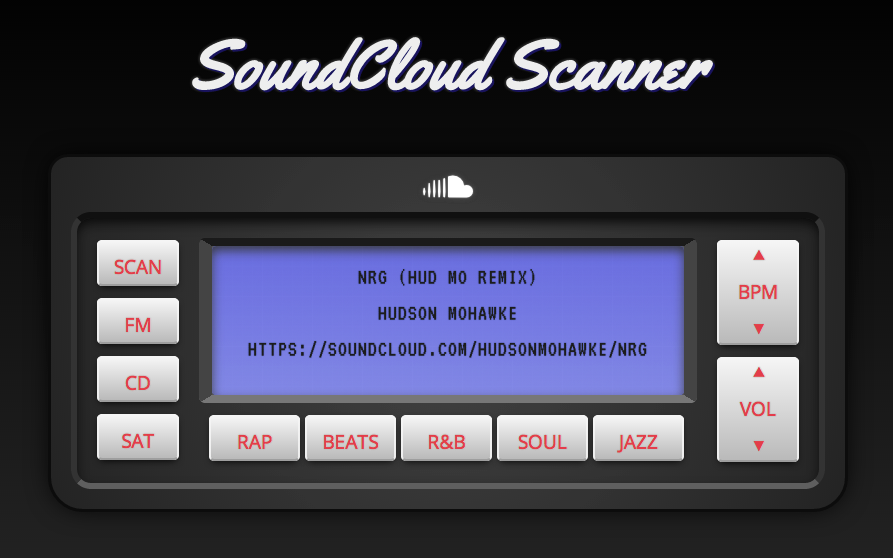 SoundCloud Scanner
SCAN
FM
CD
SAT
NRG (HUD MO REMIX)
HUDSON MOHAWKE
HTTPS://SOUNDCLOUD.COM/HUDSONMOHAWKE/NRG
RAP
BEATS
R&B
SOUL
JAZZ
▲
BPM
▼
▲
VOL
▼